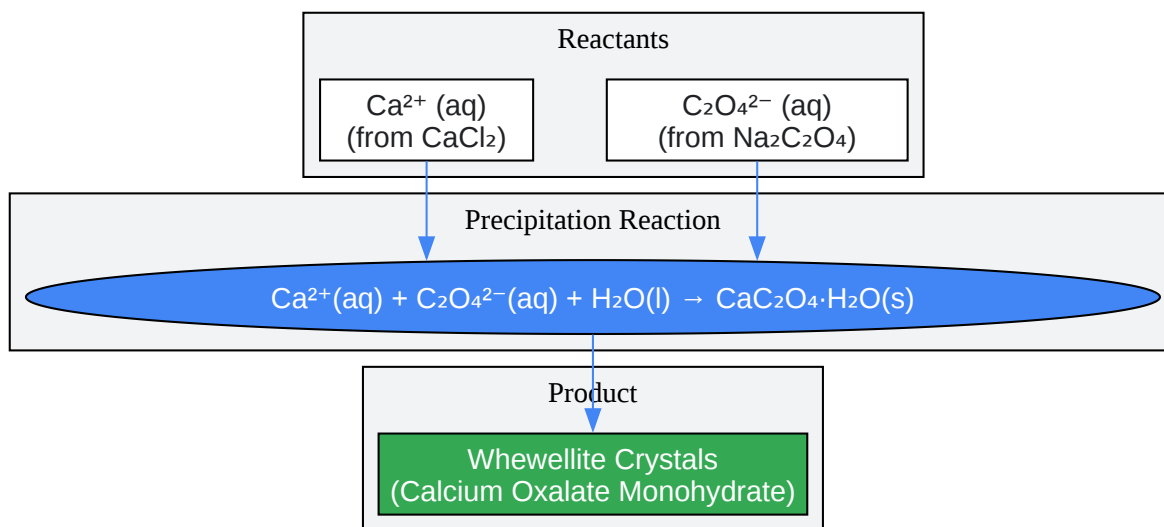 Reactants
Ca²⁺ (aq)
(from CaCl₂)
C₂O₄²⁻ (aq)
(from Na₂C₂O₄)
Precipitation Reaction
Ca²⁺(aq) + C₂O₄²⁻(aq) + H₂O(l) → CaC₂O₄·H₂O(s)
Product
Whewellite Crystals
(Calcium Oxalate Monohydrate)